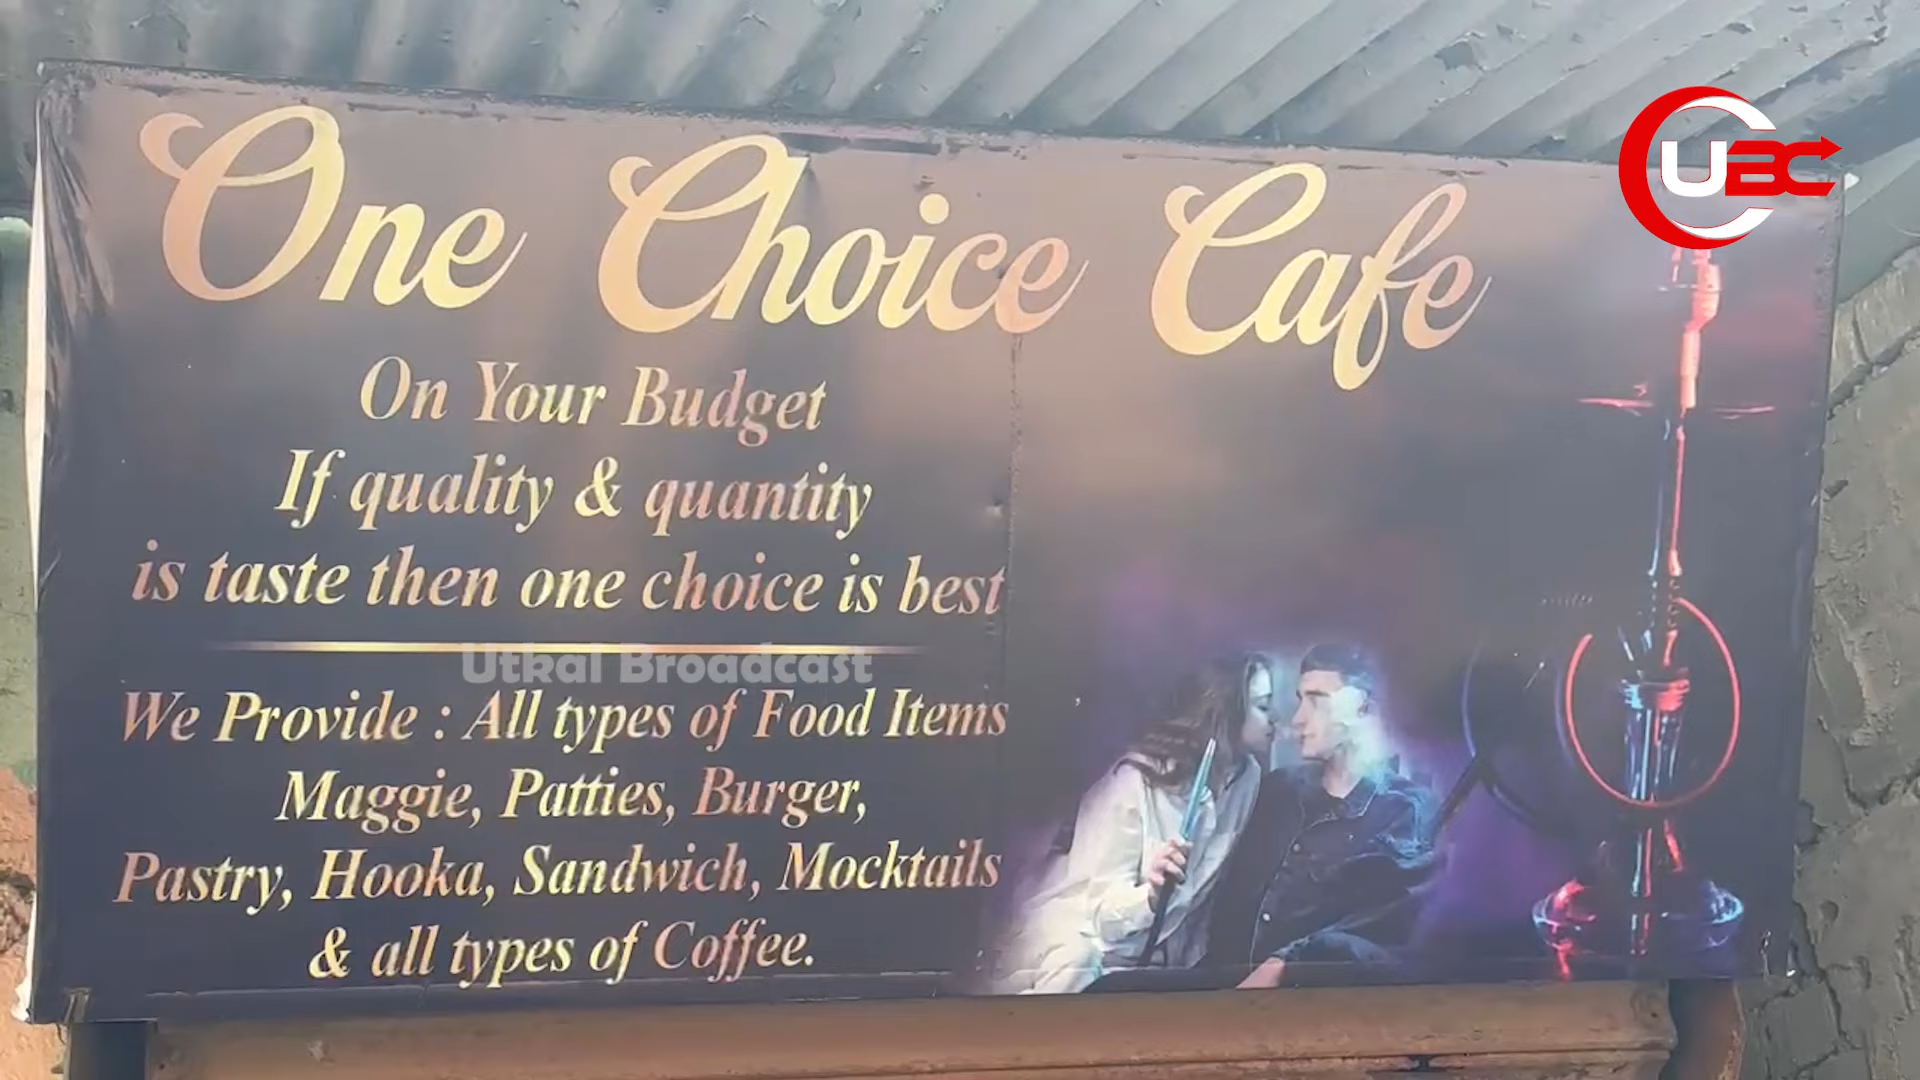 One Choice Cafe
UBC
On Your Budget
If quality & quantity
is taste then one choice is best
Utkal Broadcast
We Provide : All types of Food Items
Maggie, Patties, Burger,
Pastry, Hooka, Sandwich, Mocktails
& all types of Coffee.